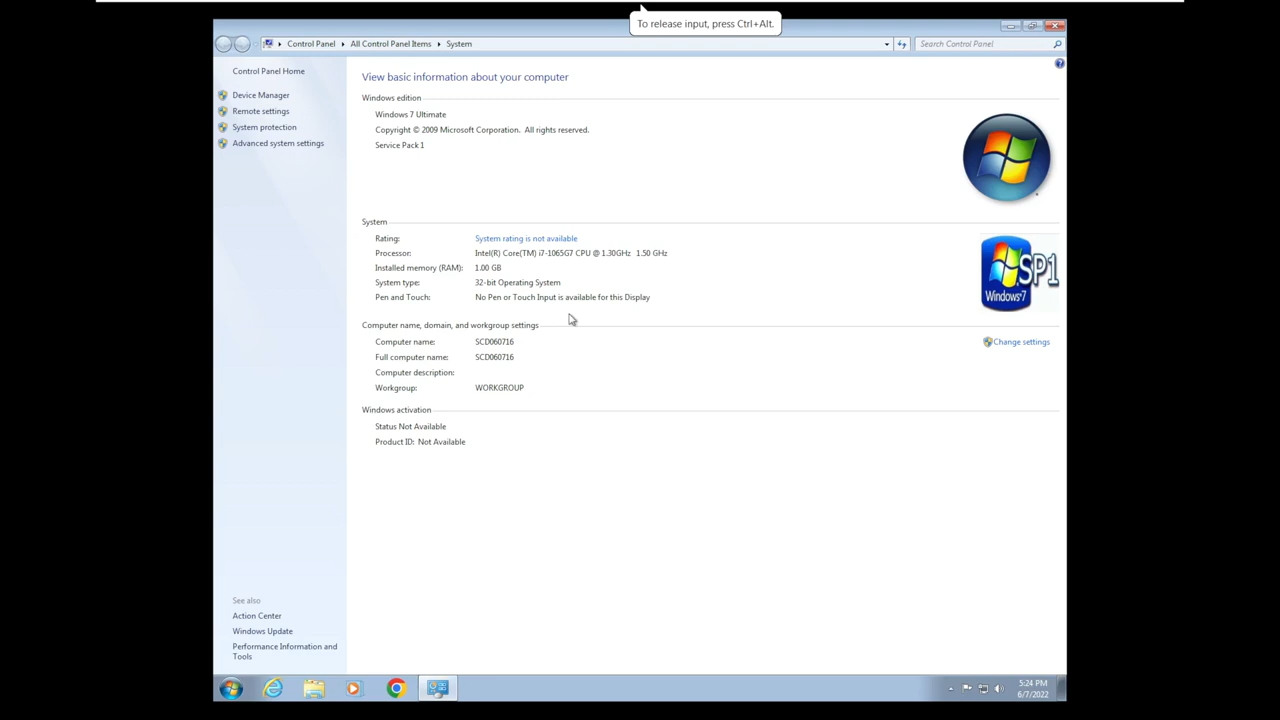 To release input, press Ctrl+Alt.
Control Panel
All Control Panel Items
System
Search Control Panel
Control Panel Home
Device Manager
Remote settings
System protection
Advanced system settings
View basic information about your computer
Windows edition
Windows 7 Ultimate
Copyright © 2009 Microsoft Corporation. All rights reserved.
Service Pack 1
System
Rating: System rating is not available
Processor: Intel(R) Core(TM) i7-1065G7 CPU @ 1.30GHz 1.50 GHz
Installed memory (RAM): 1.00 GB
System type: 32-bit Operating System
Pen and Touch: No Pen or Touch Input is available for this Display
SP1
Windows7
Computer name, domain, and workgroup settings
Computer name: SCD060716
Change settings
Full computer name: SCD060716
Computer description:
Workgroup: WORKGROUP
Windows activation
Status Not Available
Product ID: Not Available
See also
Action Center
Windows Update
Performance Information and
Tools
5:24 PM
6/7/2022